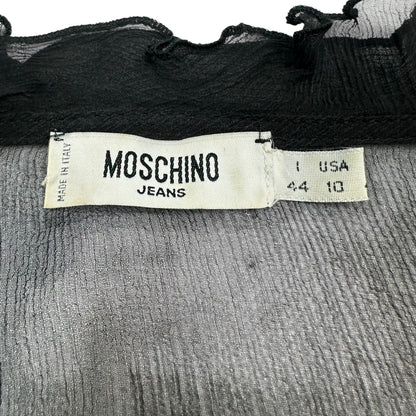 MADE IN ITALY
MOSCHINO
JEANS
I USA
44 10